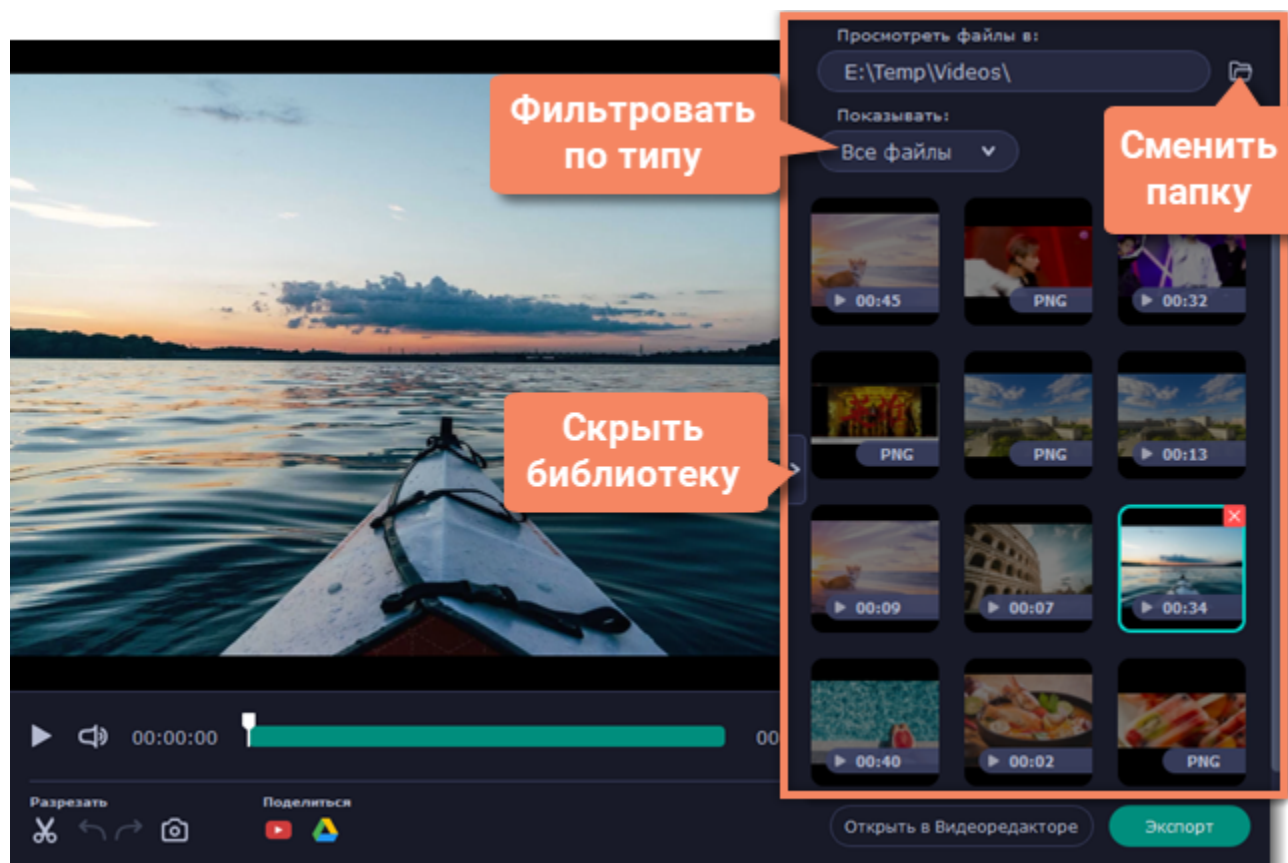 Просмотреть файлы в:
E:\Temp\Videos\
Фильтровать
по типу
Показывать:
Все файлы
Сменить
папку
00:45
PNG
00:32
PNG
PNG
00:13
Скрыть
библиотеку
00:09
00:07
00:34
00:40
00:02
PNG
00:00:00
00
Разрезать
Поделиться
Открыть в Видеоредакторе
Экспорт